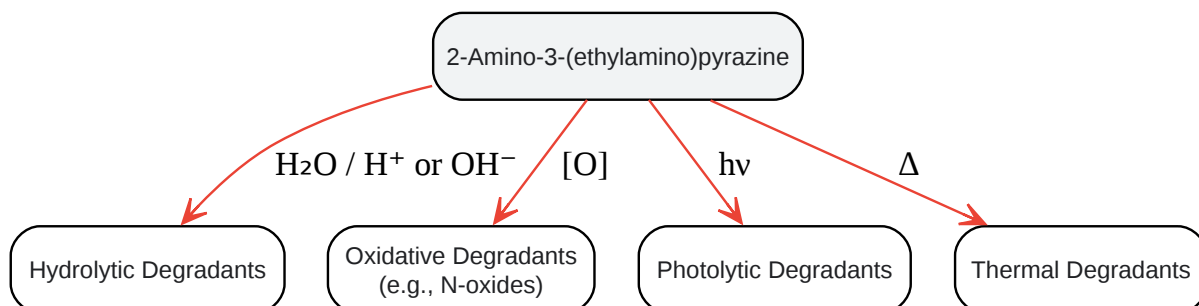 2-Amino-3-(ethylamino)pyrazine
H₂O / H⁺ or OH⁻
[O]
hν
Δ
Hydrolytic Degradants
Oxidative Degradants
(e.g., N-oxides)
Photolytic Degradants
Thermal Degradants